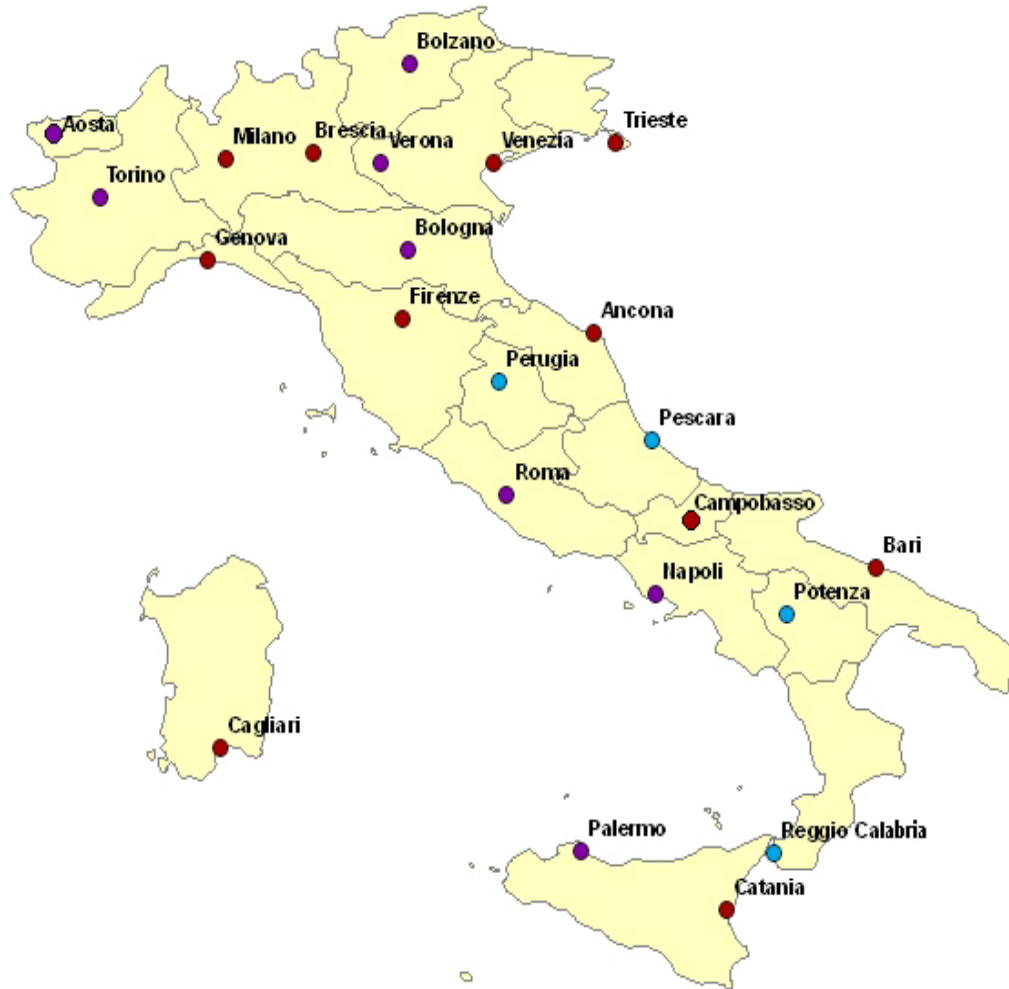 Bolzano
Aosta
Milano
Brescia
Verona
Venezia
Trieste
Torino
Genova
Bologna
Firenze
Ancona
Perugia
Pescara
Roma
Campobasso
Bari
Napoli
Potenza
Cagliari
Palermo
Reggio Calabria
Catania